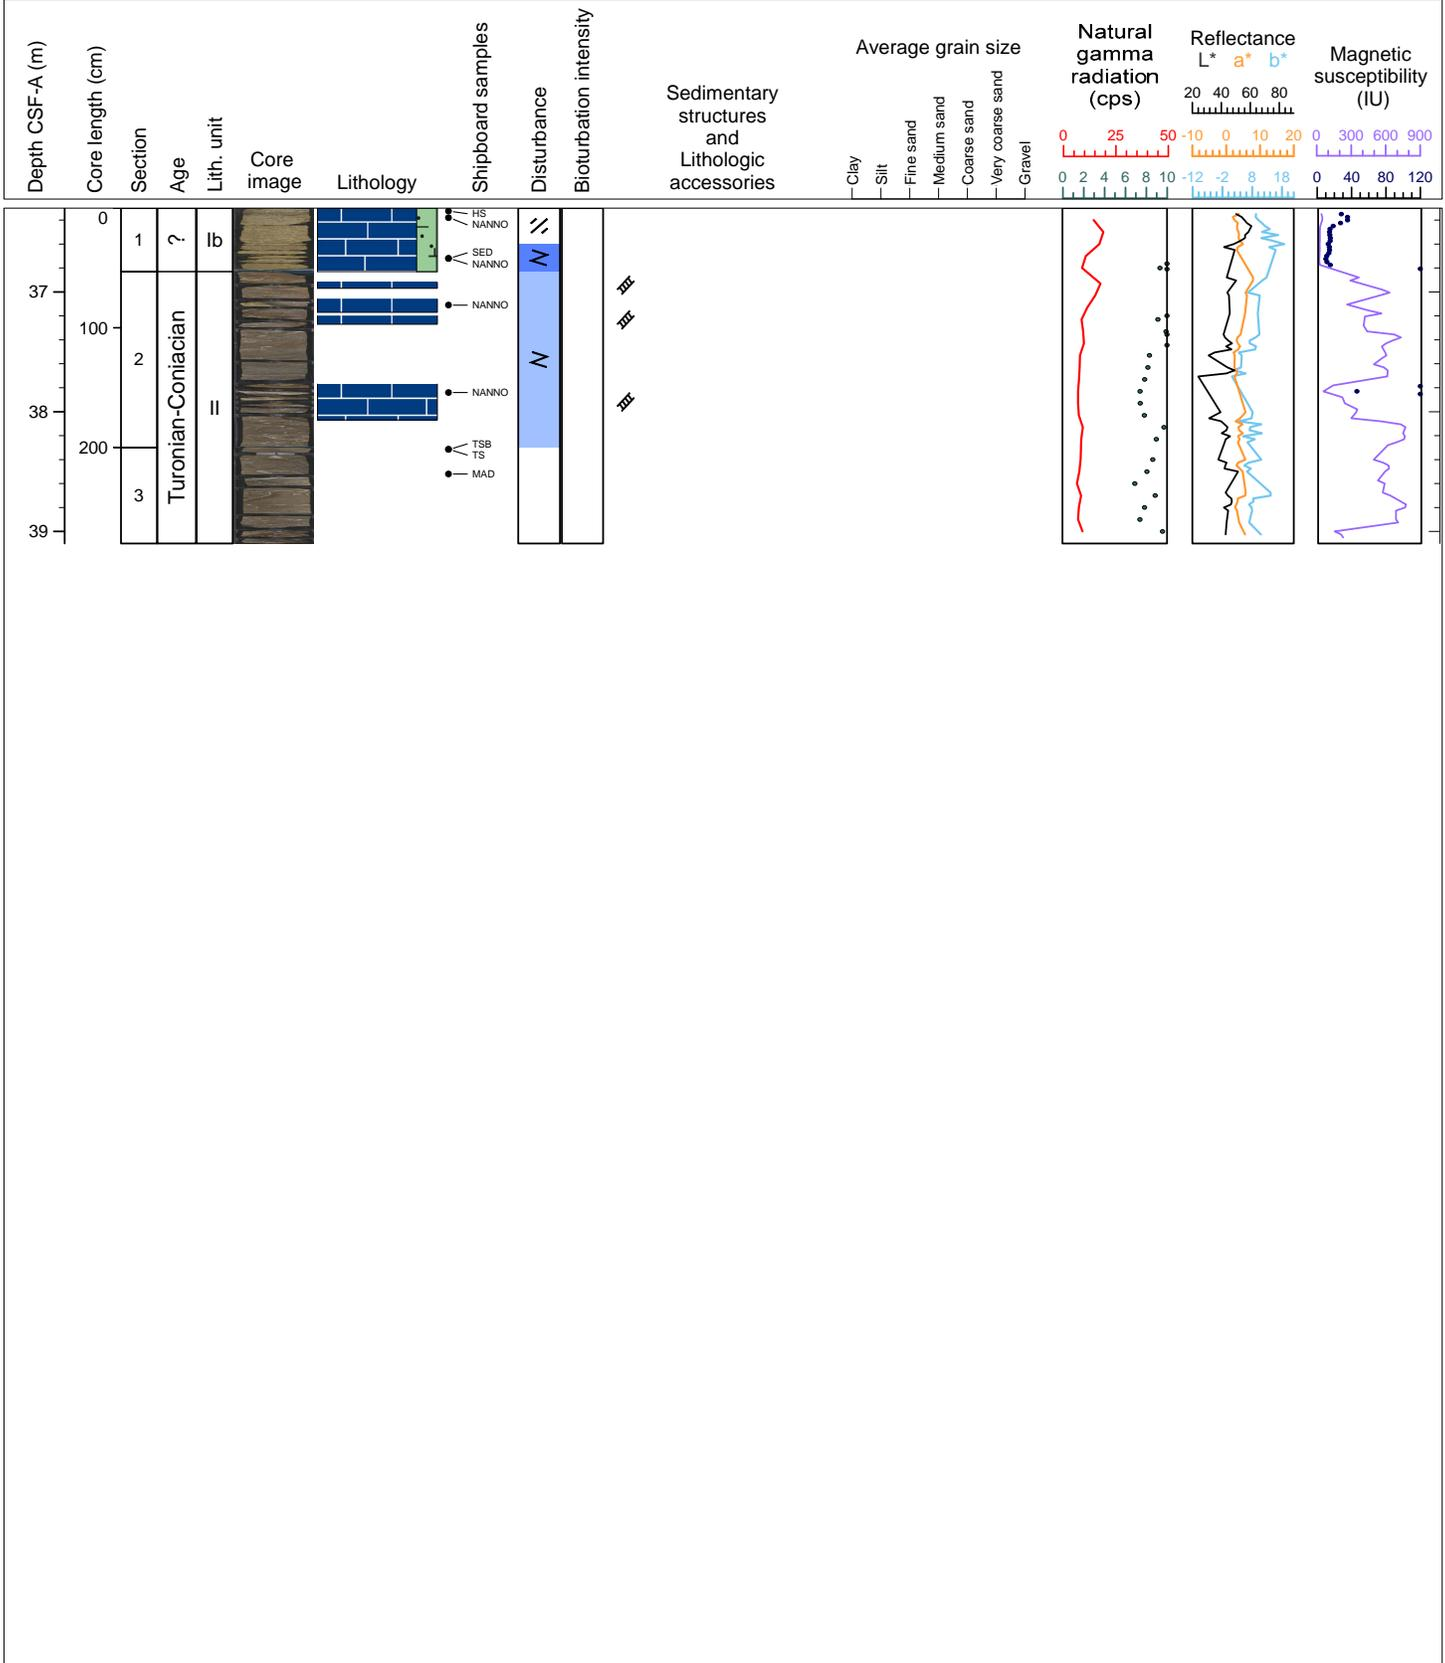 Depth CSF-A (m)
Core length (cm)
Section
Age
Lith. unit
Core
image
Lithology
Shipboard samples
Disturbance
Bioturbation intensity
Sedimentary
structures
and
Lithologic
accessories
Average grain size
Clay
Silt
Fine sand
Medium sand
Coarse sand
Very coarse sand
Gravel
Natural
gamma
radiation
(cps)
0 25 50
0 2 4 6 8 10
Reflectance
L* a* b*
20 40 60 80
-10 0 10 20
-12 -2 8 18
Magnetic
susceptibility
(IU)
0 300 600 900
0 40 80 120
0
1
?
Ib
HS
NANNO
SED
NANNO
37
NANNO
100
2
Turonian-Coniacian
II
NANNO
38
200
TSB
TS
MAD
3
39